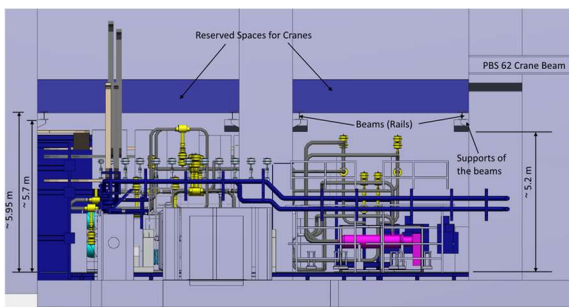 Reserved Spaces for Cranes
PBS 62 Crane Beam
Beams (Rails)
Supports of
the beams
~ 5.95 m
~ 5.7 m
~ 5.2 m